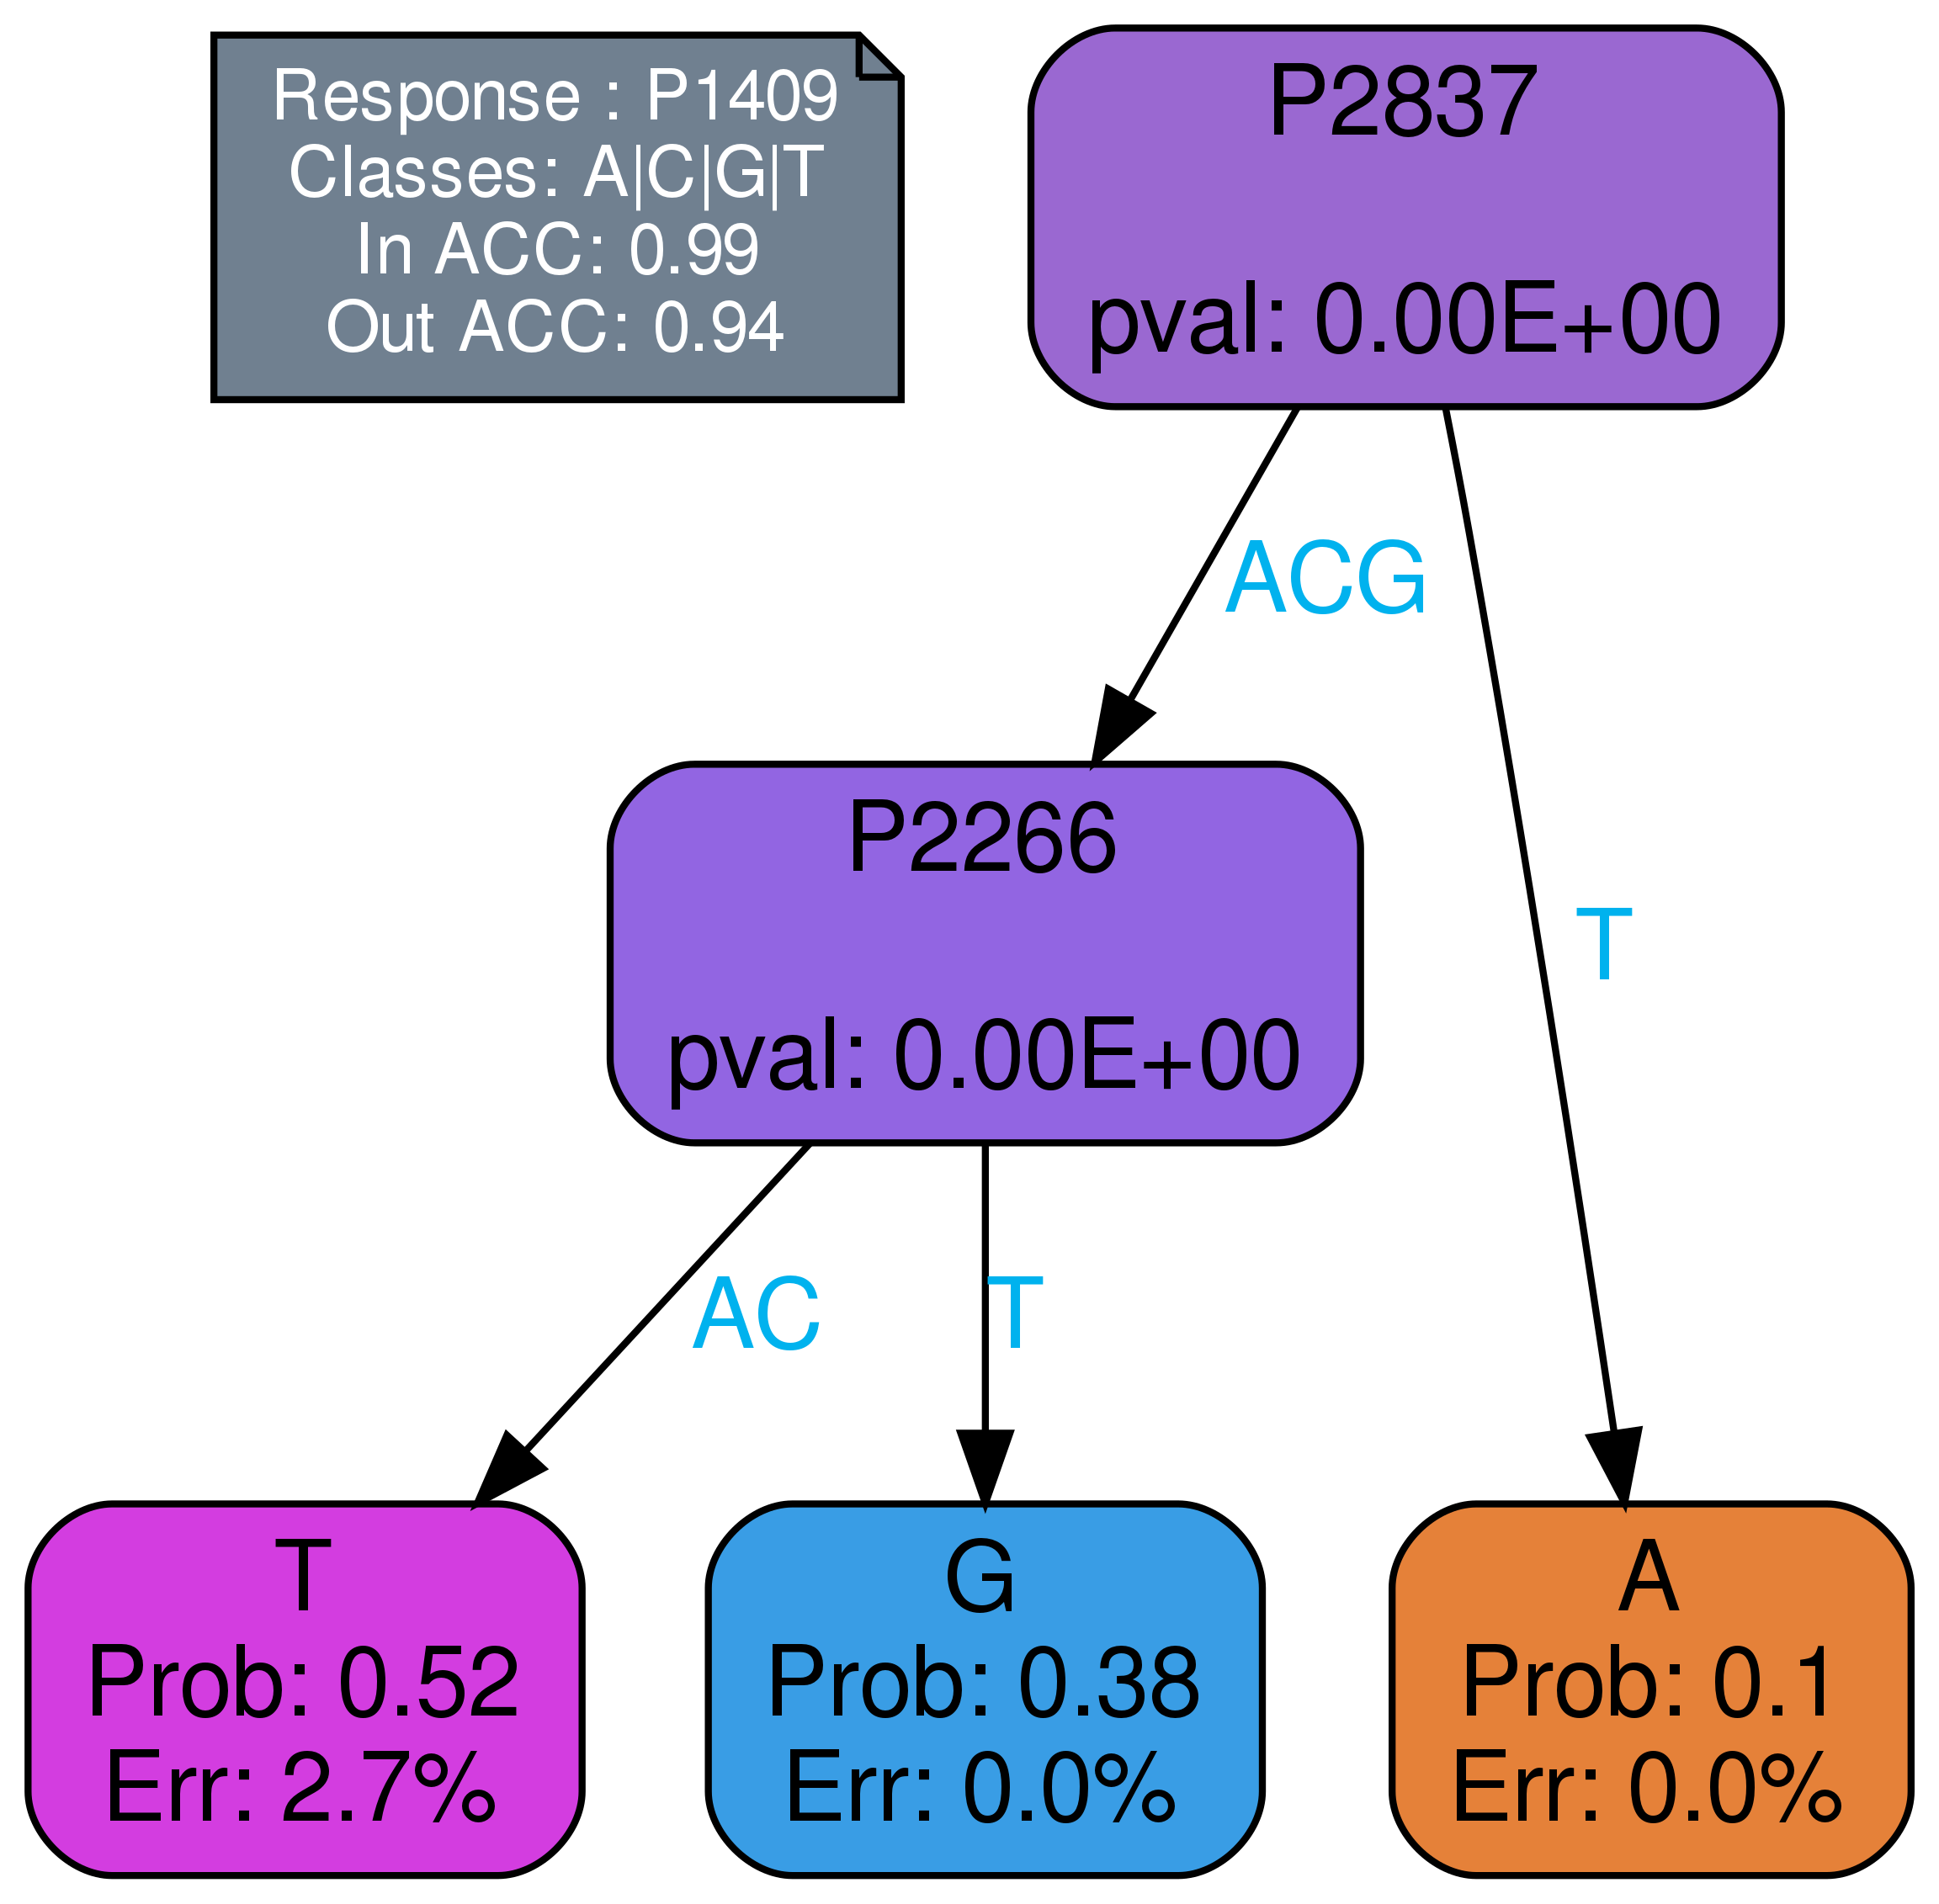 Response : P1409
Classes: A|C|G|T
In ACC: 0.99
Out ACC: 0.94
P2837
pval: 0.00E+00
ACG
T
P2266
pval: 0.00E+00
AC
T
T
Prob: 0.52
Err: 2.7%
G
Prob: 0.38
Err: 0.0%
A
Prob: 0.1
Err: 0.0%